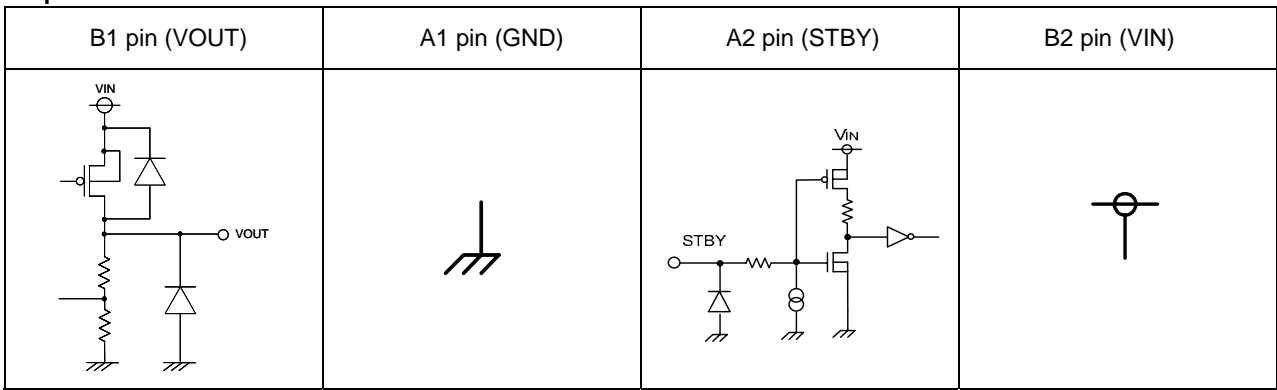 B1 pin (VOUT) A1 pin (GND) A2 pin (STBY) B2 pin (VIN)
VIN
VOUT
VIN
STBY